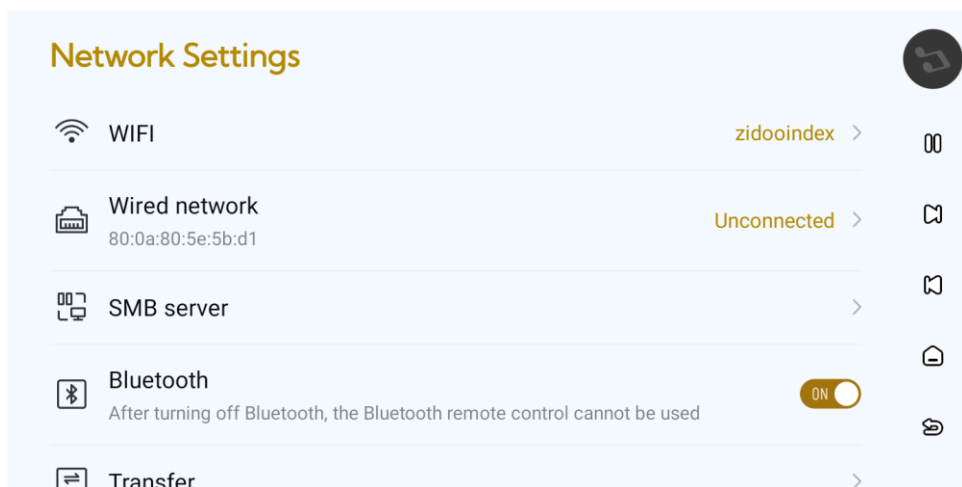 Network Settings
WIFI
zidooindex
Wired network
80:0a:80:5e:5b:d1
Unconnected
SMB server
Bluetooth
After turning off Bluetooth, the Bluetooth remote control cannot be used
ON
Transfer